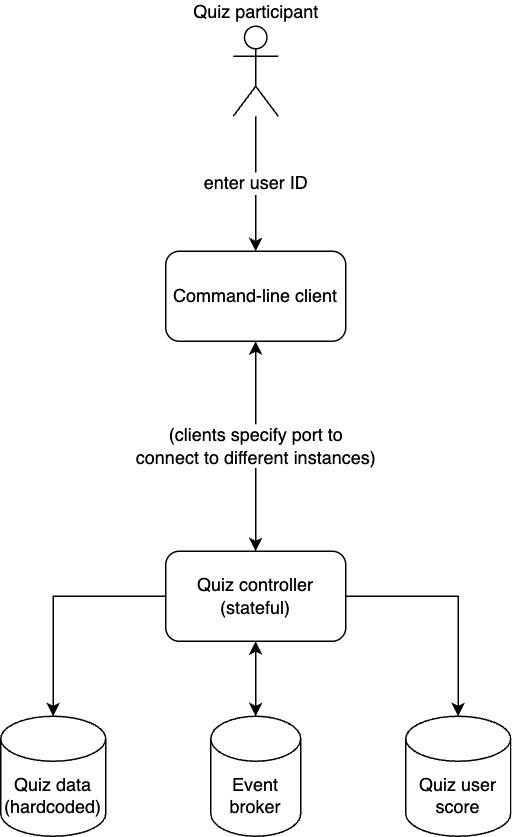 Quiz participant
enter user ID
Command-line client
(clients specify port to
connect to different instances)
Quiz controller
(stateful)
Quiz data
(hardcoded)
Event
broker
Quiz user
score